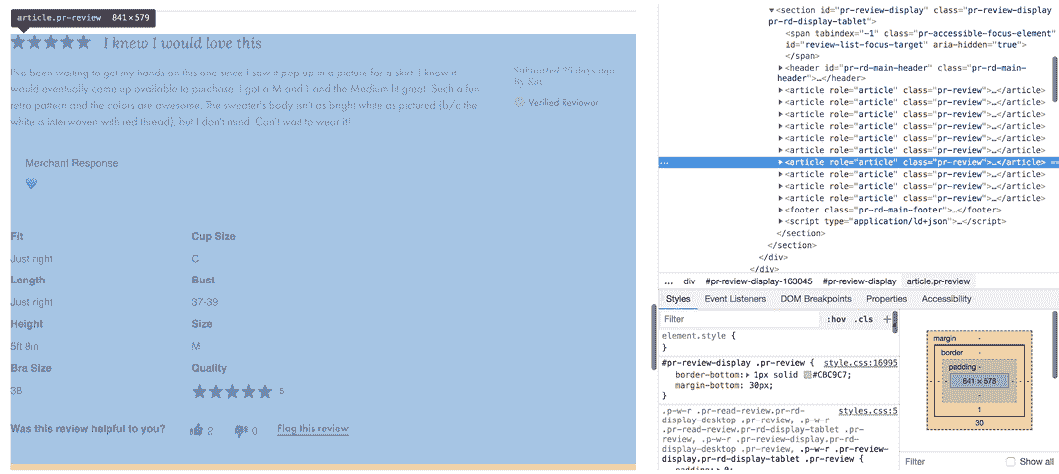 article.pr-review 841×579
I knew I would love this
I've been waiting to get my hands on this one since I saw it pop up in a picture for a skirt. I knew it
would eventually come up available to purchase. I got a M and L and the Medium fit great. Such a fun
retro pattern and the colors are awesome. The sweater's body isn't as bright white as pictured (b/c the
white is interwoven with red thread), but I don't mind. Can't wait to wear it!
Submitted 25 days ago
By
Verified Reviewer
Merchant Response
Fit
Cup Size
Just right
C
Length
Bust
Just right
37-39
Height
Size
5ft 8in
M
Bra Size
Quality
38
5
Was this review helpful to you?
2
0
Flag this review
▼<section id="pr-review-display" class="pr-review-display
pr-rd-display-tablet">
<span tabindex="-1" class="pr-accessible-focus-element"
id="review-list-focus-target" aria-hidden="true">
</span>
▶<header id="pr-rd-main-header" class="pr-rd-main-
header">…</header>
▶<article role="article" class="pr-review">…</article>
▶<article role="article" class="pr-review">…</article>
▶<article role="article" class="pr-review">…</article>
▶<article role="article" class="pr-review">…</article>
▶<article role="article" class="pr-review">…</article>
▶<article role="article" class="pr-review">…</article>
… ▶<article role="article" class="pr-review">…</article>
▶<article role="article" class="pr-review">…</article>
▶<article role="article" class="pr-review">…</article>
▶<article role="article" class="pr-review">…</article>
▶<footer class="pr-rd-main-footer">…</footer>
▶<script type="application/ld+json">…</script>
</section>
</section>
</div>
</div>
… div #pr-review-display-163045 #pr-review-display article.pr-review
Styles Event Listeners DOM Breakpoints Properties Accessibility
Filter :hov .cls +
element.style {
}
#pr-review-display .pr-review { style.css:16995
border-bottom:▶ 1px solid #CBC9C7;
margin-bottom: 30px;
}
.p-w-r .pr-read-review.pr-rd- styles.css:5
display-desktop .pr-review, .p-w-r
.pr-read-review.pr-rd-display-tablet .pr-
review, .p-w-r .pr-review-display.pr-rd-
display-desktop .pr-review, .p-w-r .pr-review-
display.pr-rd-display-tablet .pr-review {
padding:▶ 0;
margin -
border -
padding -
841 × 578
1
30
Filter
Show all